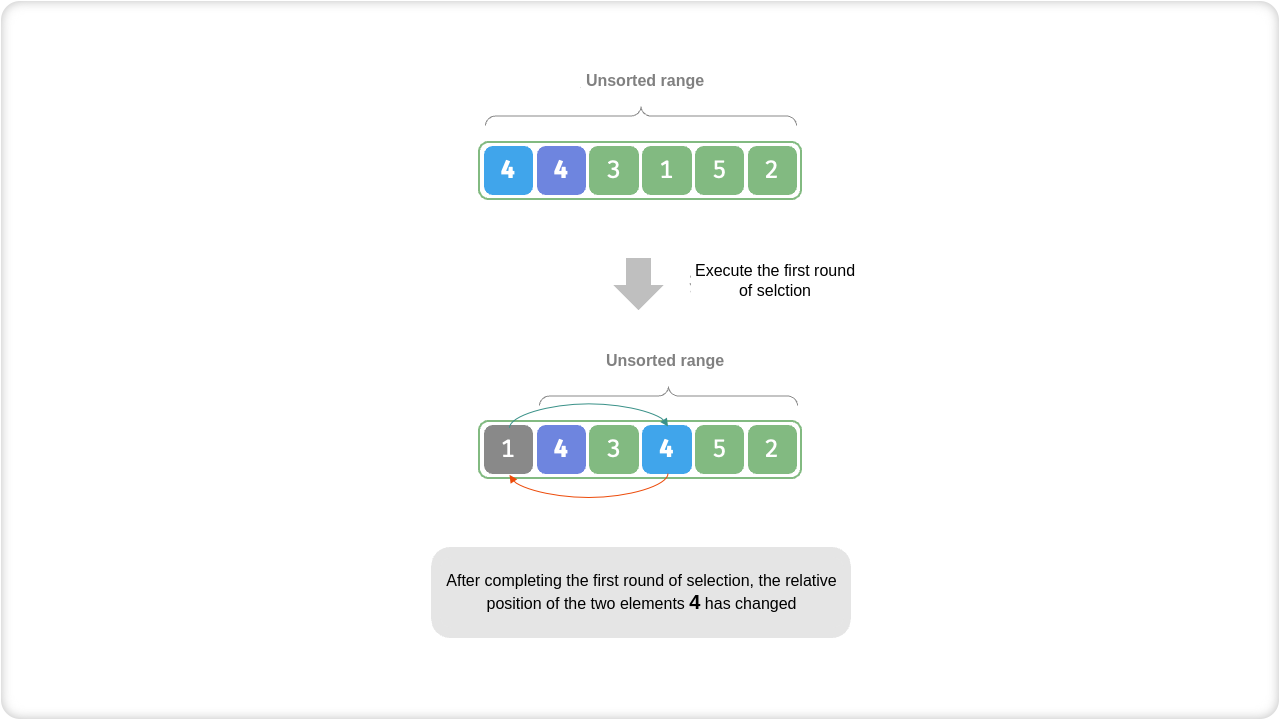 Unsorted range
4 4 3 1 5 2
Execute the first round
of selction
Unsorted range
1 4 3 4 5 2
After completing the first round of selection, the relative
position of the two elements 4 has changed